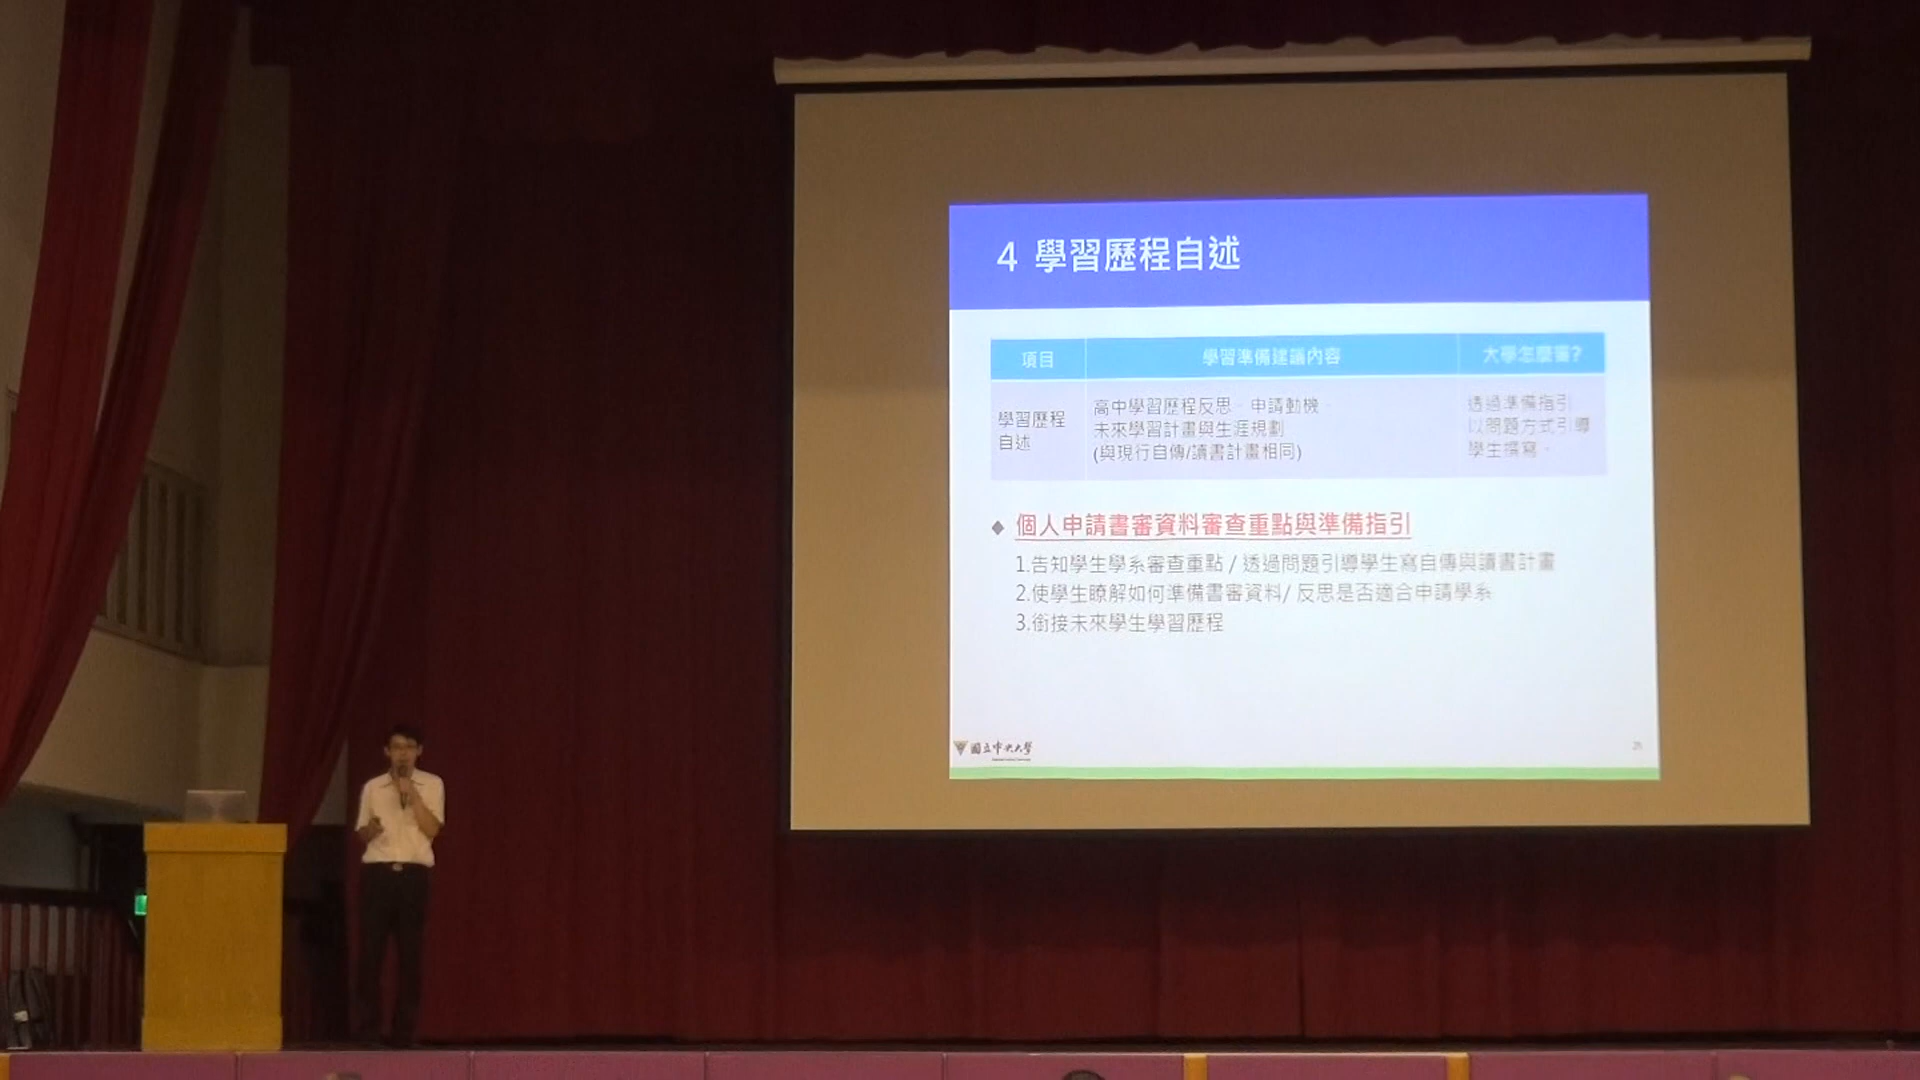 4 學習歷程自述
項目 學習準備建議內容 大學怎麼審?
學習歷程
自述
高中學習歷程反思、申請動機、
未來學習計畫與生涯規劃
(與現行自傳/讀書計畫相同)
透過準備指引
以問題方式引導
學生撰寫。
◆ 個人申請書審資料審查重點與準備指引
1.告知學生學系審查重點 / 透過問題引導學生寫自傳與讀書計畫
2.使學生瞭解如何準備書審資料/ 反思是否適合申請學系
3.銜接未來學生學習歷程
國立中央大學